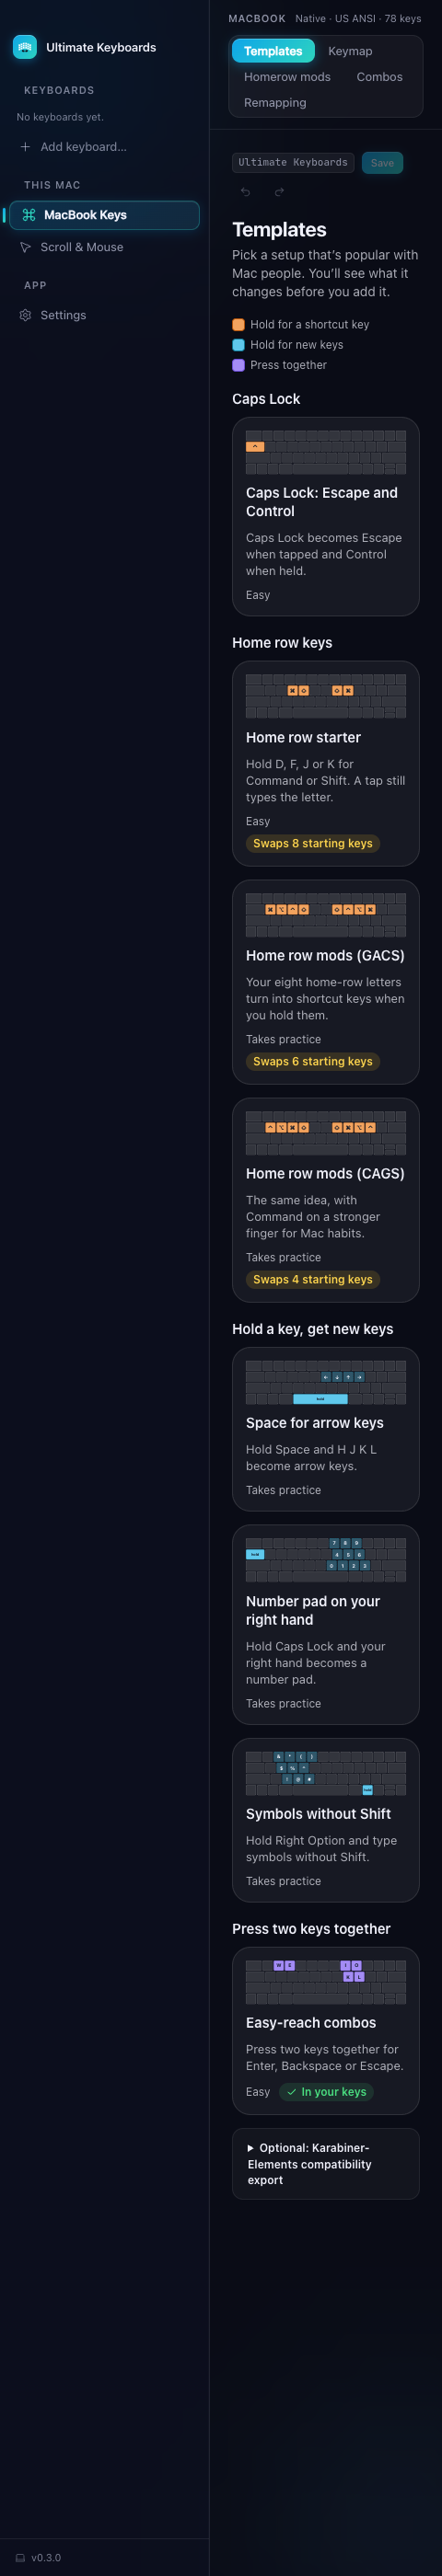 Ultimate Keyboards
KEYBOARDS
No keyboards yet.
Add keyboard...
THIS MAC
MacBook Keys
Scroll & Mouse
APP
Settings
v0.3.0
MACBOOK Native · US ANSI · 78 keys
Templates Keymap
Homerow mods Combos
Remapping
Ultimate Keyboards Save
Templates
Pick a setup that's popular with
Mac people. You'll see what it
changes before you add it.
Hold for a shortcut key
Hold for new keys
Press together
Caps Lock
Caps Lock: Escape and
Control
Caps Lock becomes Escape
when tapped and Control
when held.
Easy
Home row keys
Home row starter
Hold D, F, J or K for
Command or Shift. A tap still
types the letter.
Easy
Swaps 8 starting keys
Home row mods (GACS)
Your eight home-row letters
turn into shortcut keys when
you hold them.
Takes practice
Swaps 6 starting keys
Home row mods (CAGS)
The same idea, with
Command on a stronger
finger for Mac habits.
Takes practice
Swaps 4 starting keys
Hold a key, get new keys
Space for arrow keys
Hold Space and H J K L
become arrow keys.
Takes practice
7 8 9
4 5 6
0 1 2 3
Number pad on your
right hand
Hold Caps Lock and your
right hand becomes a
number pad.
Takes practice
& * ( )
$ % ^
! @ #
Symbols without Shift
Hold Right Option and type
symbols without Shift.
Takes practice
Press two keys together
W E I O
K L
Easy-reach combos
Press two keys together for
Enter, Backspace or Escape.
Easy ✓ In your keys
Optional: Karabiner-
Elements compatibility
export